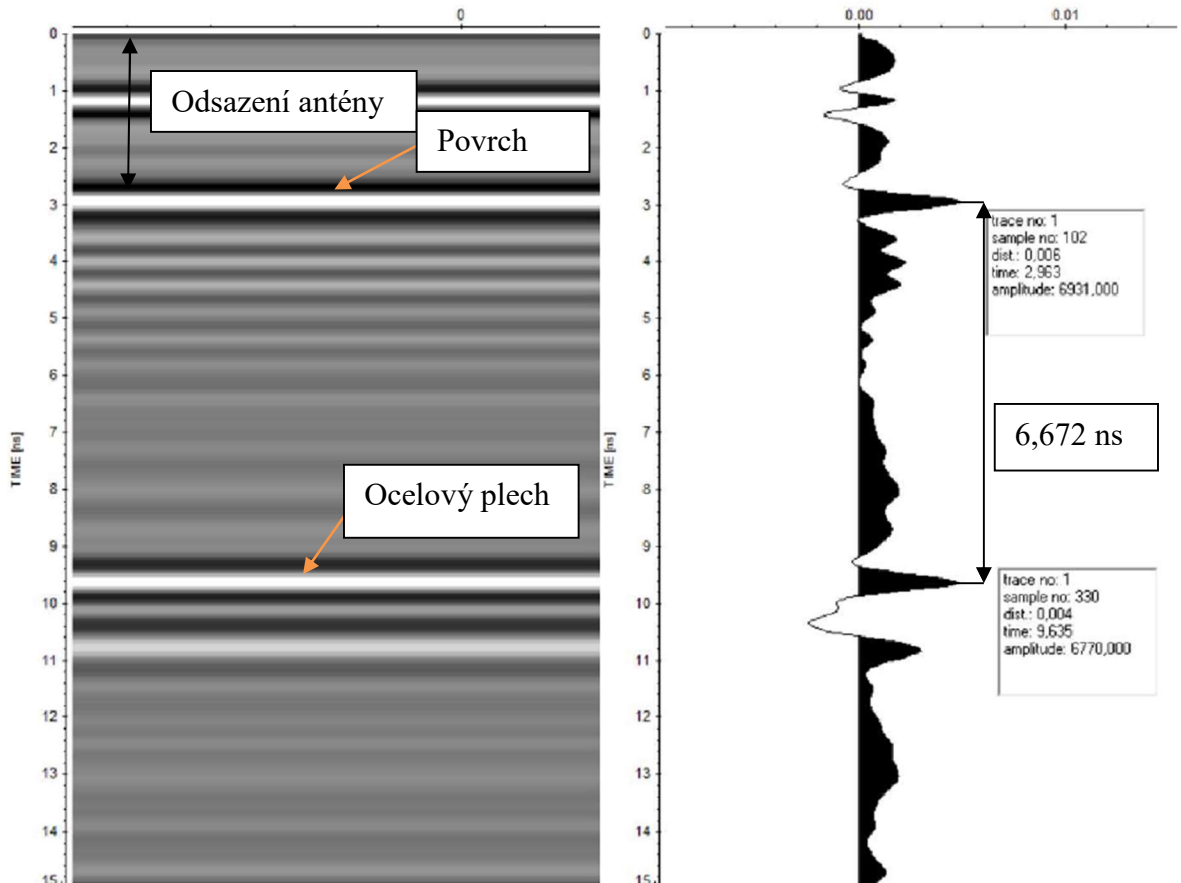 0
0.00
0.01
0
1
2
3
4
5
6
7
8
9
10
11
12
13
14
15
TIME [ns]
Odsazení antény
Povrch
Ocelový plech
0
1
2
3
4
5
6
7
8
9
10
11
12
13
14
15
TIME [ns]
trace no: 1
sample no: 102
dist.: 0,006
time: 2,963
amplitude: 6931,000
6,672 ns
trace no: 1
sample no: 330
dist.: 0,004
time: 9,635
amplitude: 6770,000